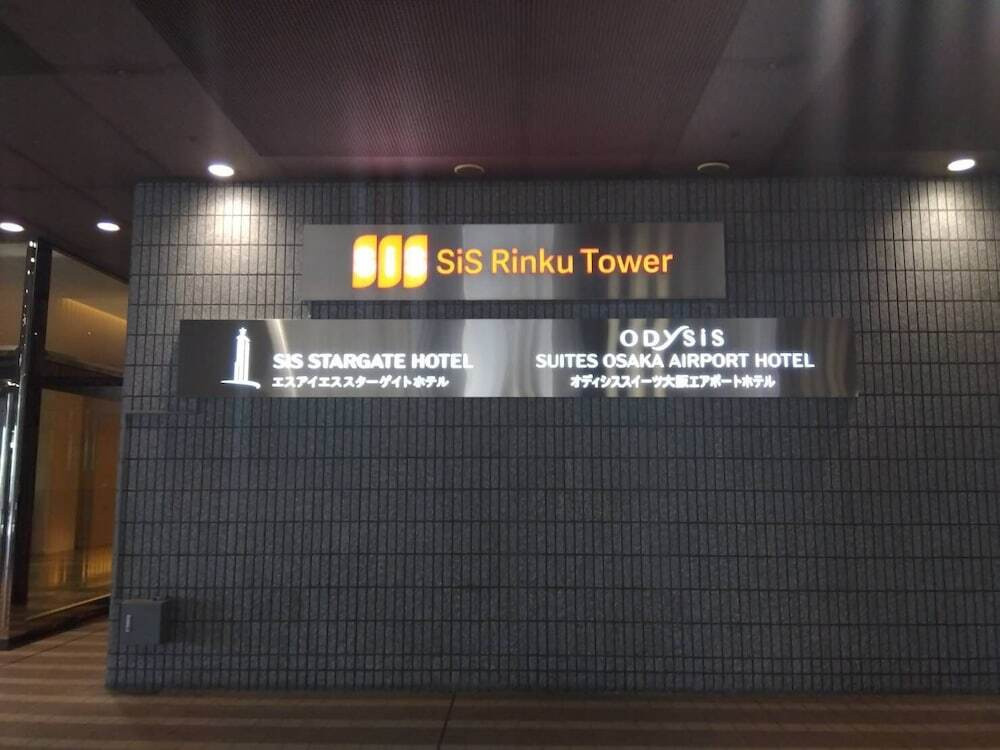 SiS SiS Rinku Tower
SiS STARGATE HOTEL
エスアイエススターゲイトホテル
ODySiS
SUITES OSAKA AIRPORT HOTEL
オディシススイーツ大阪エアポートホテル